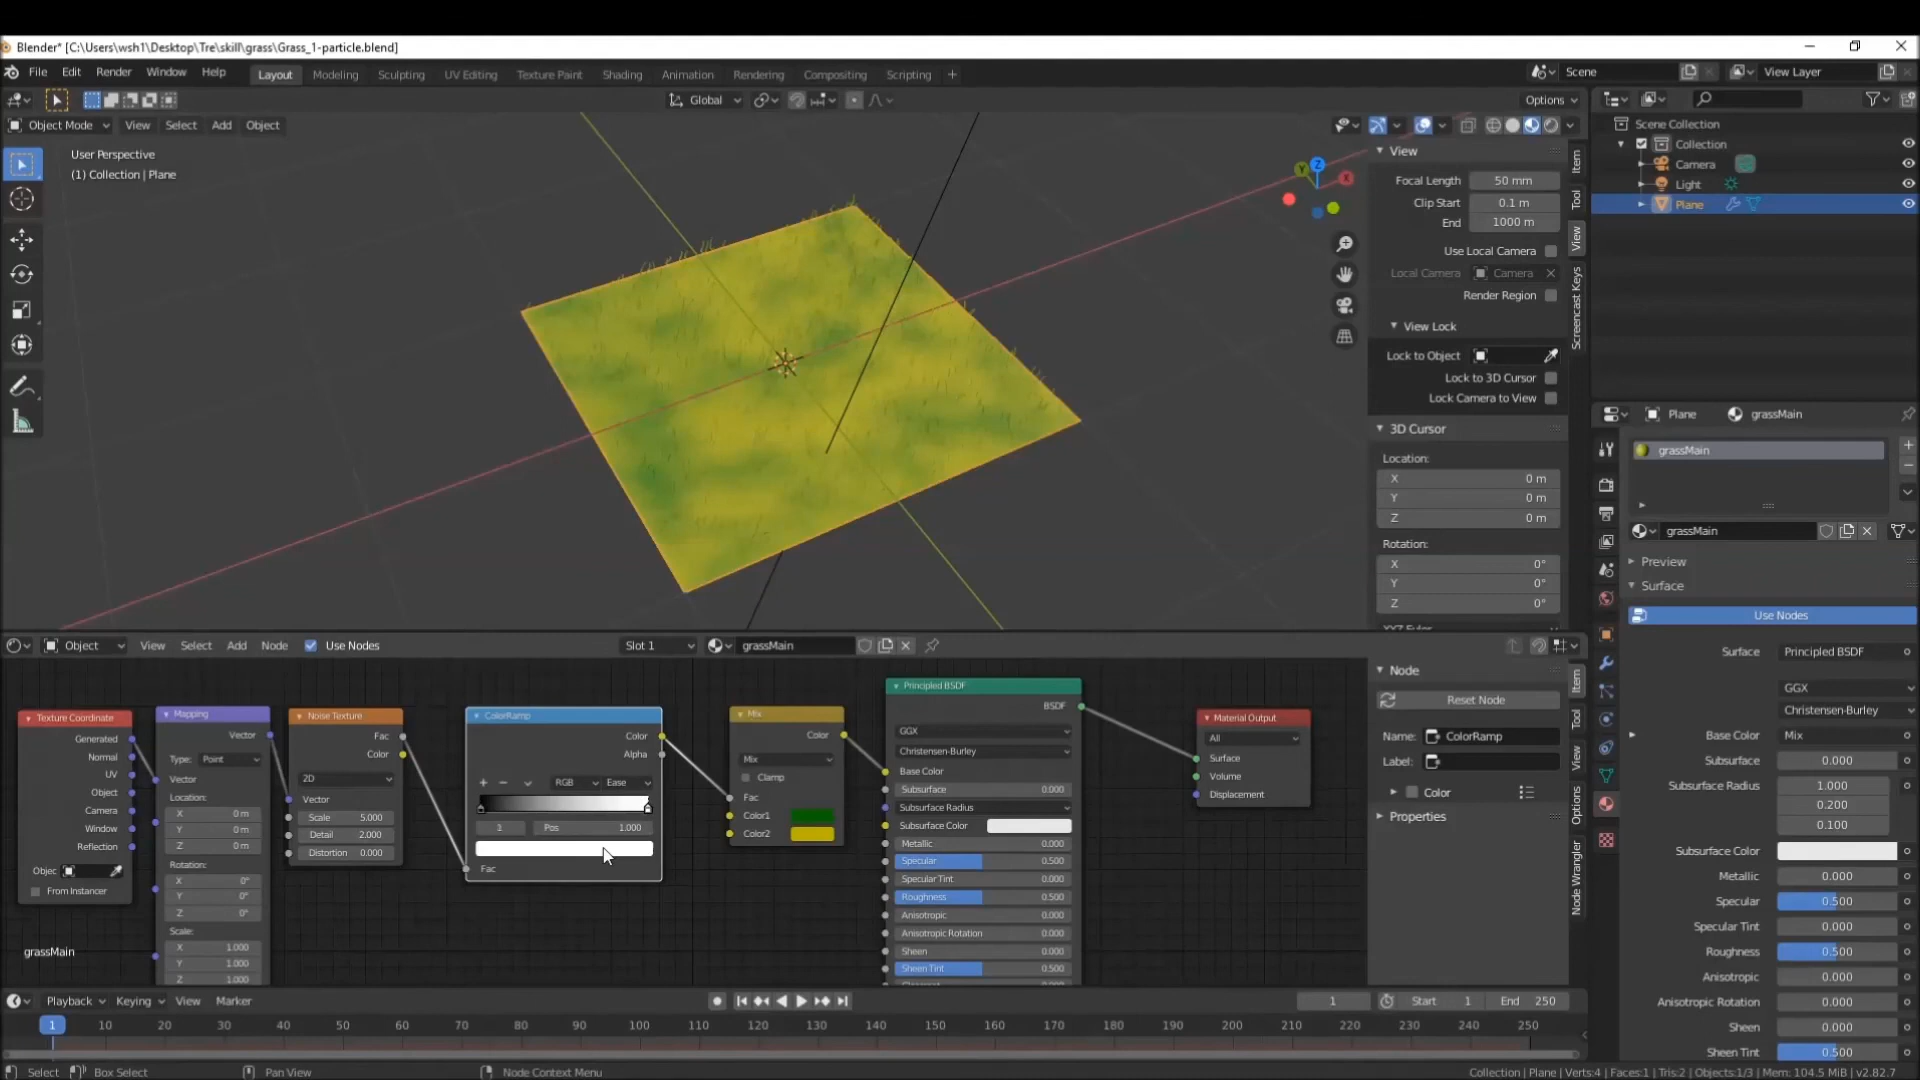 Blender* [C:\Users\wsh1\Desktop\Tre\skill\grass\Grass_1-particle.blend]
File Edit Render Window Help Layout Modeling Sculpting UV Editing Texture Paint Shading Animation Rendering Compositing Scripting + Scene View Layer
Global Options
Object Mode View Select Add Object
User Perspective
(1) Collection | Plane
Z
Y
X
View
Focal Length 50 mm
Clip Start 0.1 m
End 1000 m
Use Local Camera
Local Camera Camera
Render Region
View Lock
Lock to Object
Lock to 3D Cursor
Lock Camera to View
3D Cursor
Location:
X 0 m
Y 0 m
Z 0 m
Rotation:
X 0°
Y 0°
Z 0°
XYZ Euler
Item
Tool
View
Screencast Keys
Scene Collection
Collection
Camera
Light
Plane
Plane grassMain
grassMain
grassMain
Preview
Surface
Use Nodes
Surface Principled BSDF
GGX
Christensen-Burley
Base Color Mix
Subsurface 0.000
Subsurface Radius 1.000
0.200
0.100
Subsurface Color
Metallic 0.000
Specular 0.500
Specular Tint 0.000
Roughness 0.500
Anisotropic 0.000
Anisotropic Rotation 0.000
Sheen 0.000
Sheen Tint 0.500
Object View Select Add Node Use Nodes Slot 1 grassMain
Texture Coordinate
Generated
Normal
UV
Object
Camera
Window
Reflection
Objec
From Instancer
Mapping
Vector
Type: Point
Vector
Location:
X 0 m
Y 0 m
Z 0 m
Rotation:
X 0°
Y 0°
Z 0°
Scale:
X 1.000
Y 1.000
Z 1.000
Noise Texture
Fac
Color
2D
Vector
Scale 5.000
Detail 2.000
Distortion 0.000
ColorRamp
Color
Alpha
+ − RGB Ease
1 Pos 1.000
Fac
Mix
Color
Mix
Clamp
Fac
Color1
Color2
Principled BSDF
BSDF
GGX
Christensen-Burley
Base Color
Subsurface 0.000
Subsurface Radius
Subsurface Color
Metallic 0.000
Specular 0.500
Specular Tint 0.000
Roughness 0.500
Anisotropic 0.000
Anisotropic Rotation 0.000
Sheen 0.000
Sheen Tint 0.500
Material Output
All
Surface
Volume
Displacement
grassMain
Node
Reset Node
Name: ColorRamp
Label:
Color
Properties
Item
Tool
View
Options
Node Wrangler
Playback Keying View Marker 1 Start 1 End 250
1 10 20 30 40 50 60 70 80 90 100 110 120 130 140 150 160 170 180 190 200 210 220 230 240 250
Select Box Select Pan View Node Context Menu Collection | Plane | Verts:4 | Faces:1 | Tris:2 | Objects:1/3 | Mem: 104.5 MiB | v2.82.7